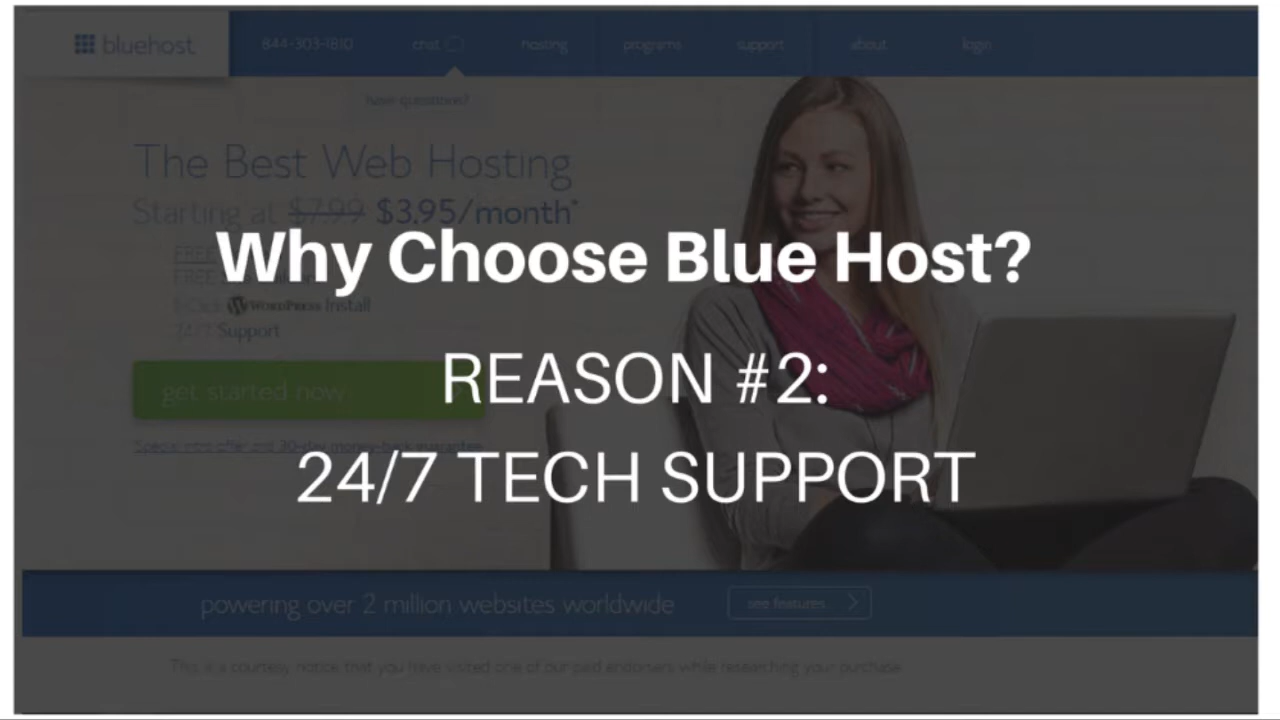 bluehost
844-303-1810 chat hosting programs support about login
have questions?
The Best Web Hosting
Starting at $7.99 $3.95/month*
FREE
FREE
Why Choose Blue Host?
WordPress Install
24/7 Support
REASON #2:
get started now
Special intro offer and 30-day money-back guarantee
24/7 TECH SUPPORT
powering over 2 million websites worldwide
see features
This is a courtesy notice that you have visited one of our paid endorsers while researching your purchase